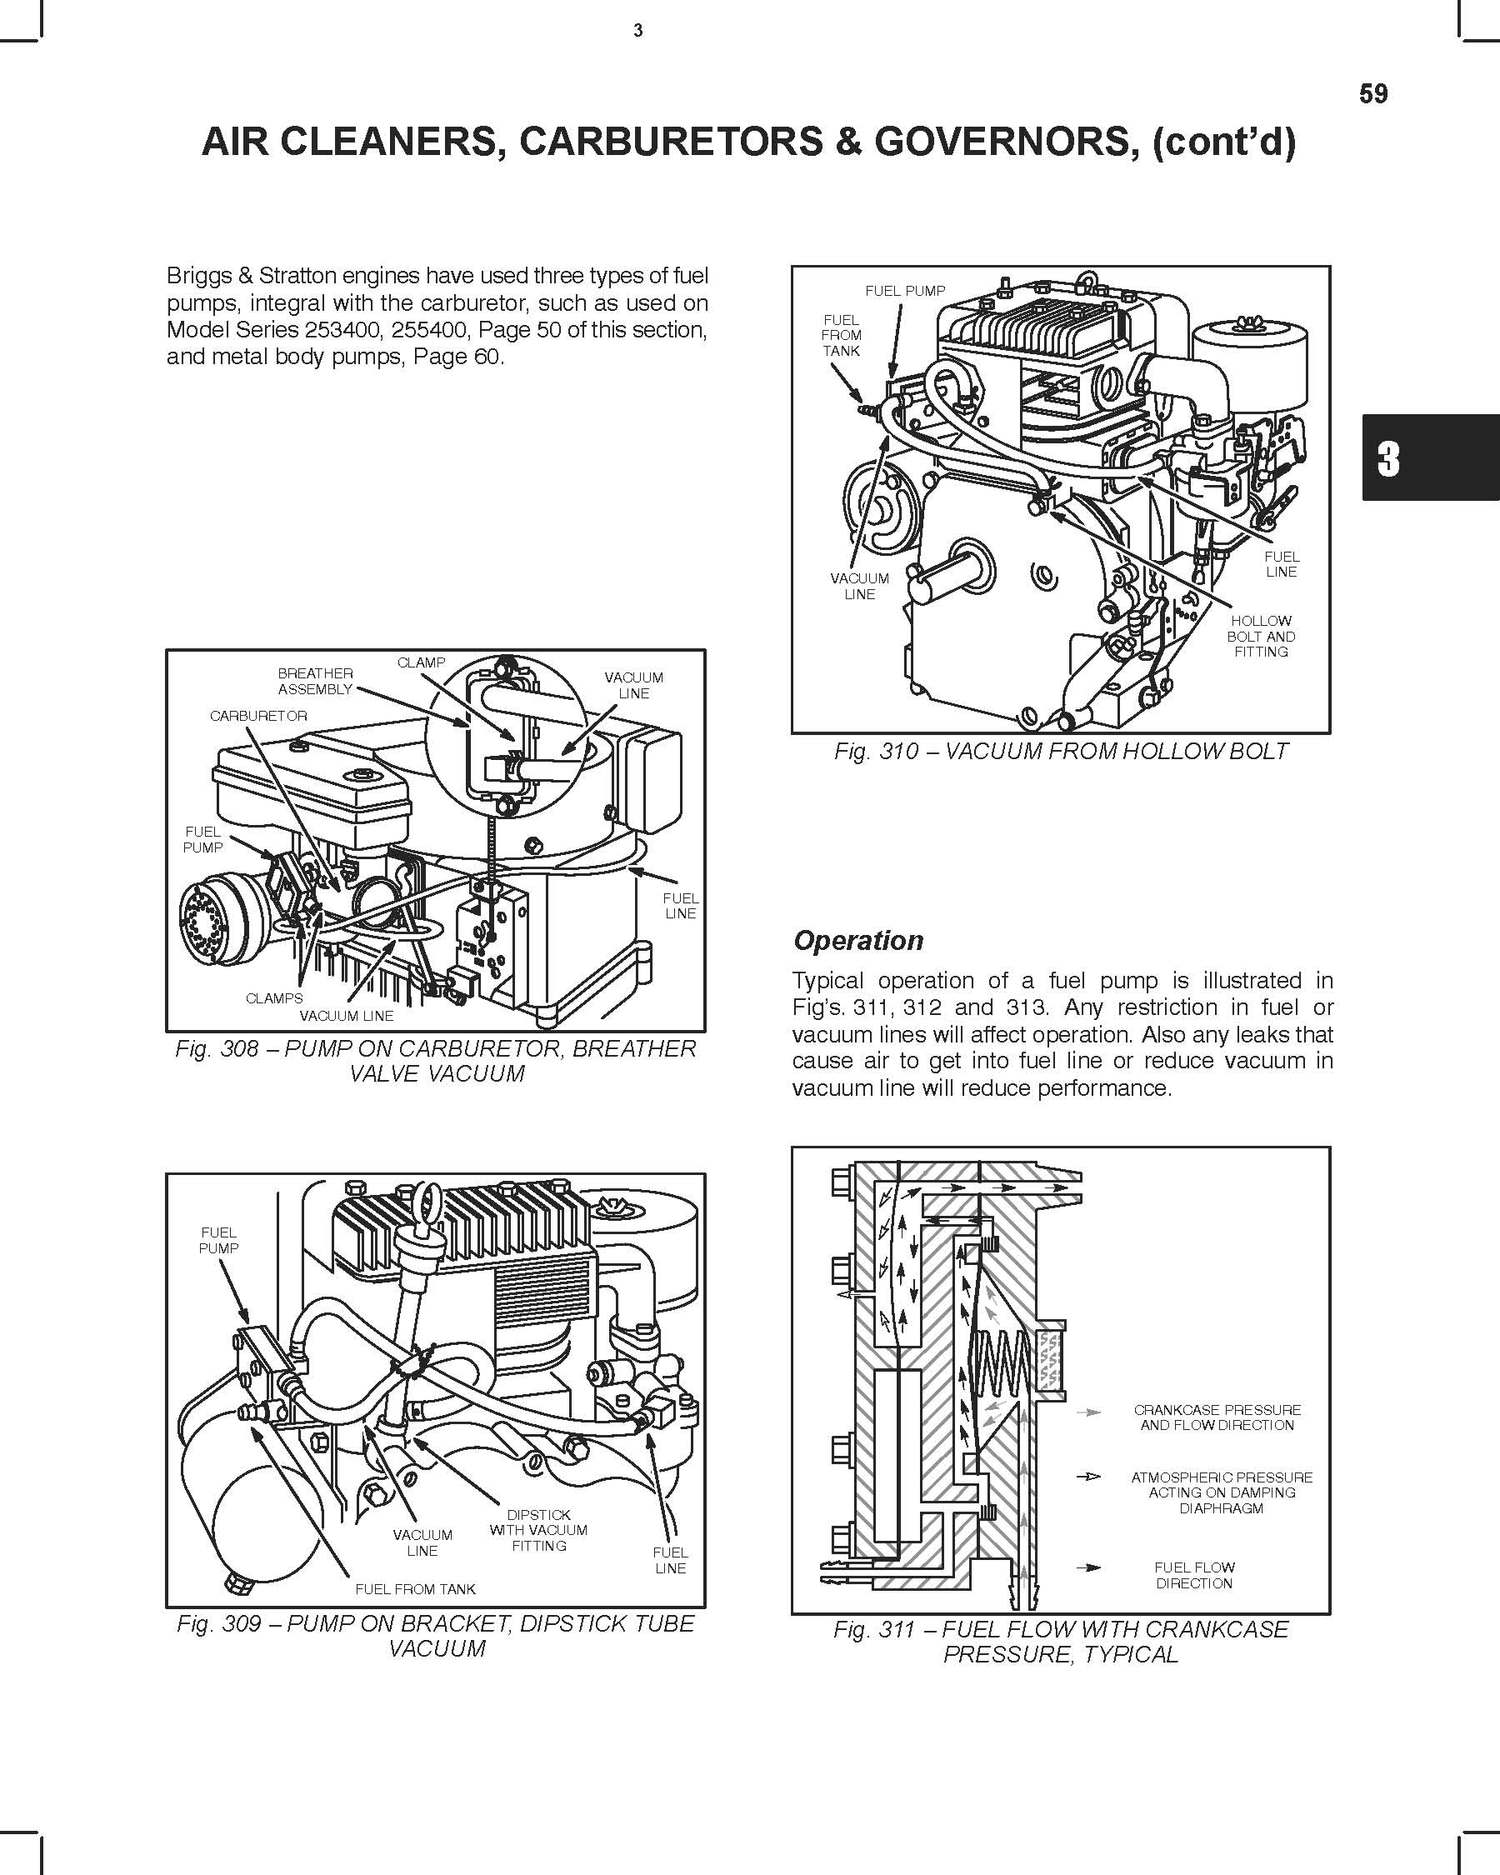 3
59
AIR CLEANERS, CARBURETORS & GOVERNORS, (cont’d)
Briggs & Stratton engines have used three types of fuel
pumps, integral with the carburetor, such as used on
Model Series 253400, 255400, Page 50 of this section,
and metal body pumps, Page 60.
BREATHER
ASSEMBLY
CLAMP
VACUUM
LINE
CARBURETOR
FUEL
PUMP
FUEL
LINE
CLAMPS
VACUUM LINE
Fig. 308 – PUMP ON CARBURETOR, BREATHER
VALVE VACUUM
FUEL
PUMP
DIPSTICK
WITH VACUUM
FITTING
VACUUM
LINE
FUEL
LINE
FUEL FROM TANK
Fig. 309 – PUMP ON BRACKET, DIPSTICK TUBE
VACUUM
FUEL PUMP
FUEL
FROM
TANK
VACUUM
LINE
FUEL
LINE
HOLLOW
BOLT AND
FITTING
Fig. 310 – VACUUM FROM HOLLOW BOLT
3
Operation
Typical operation of a fuel pump is illustrated in
Fig’s. 311, 312 and 313. Any restriction in fuel or
vacuum lines will affect operation. Also any leaks that
cause air to get into fuel line or reduce vacuum in
vacuum line will reduce performance.
CRANKCASE PRESSURE
AND FLOW DIRECTION
ATMOSPHERIC PRESSURE
ACTING ON DAMPING
DIAPHRAGM
FUEL FLOW
DIRECTION
Fig. 311 – FUEL FLOW WITH CRANKCASE
PRESSURE, TYPICAL